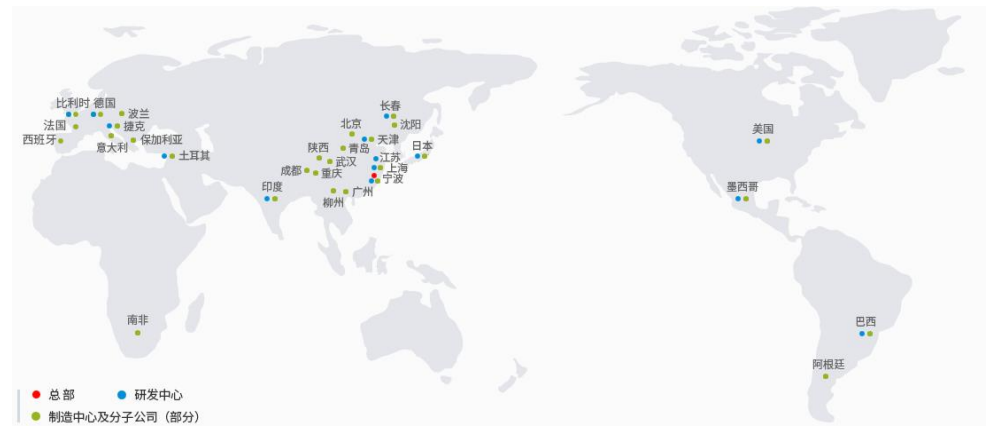 比利时
德国
波兰
法国
捷克
西班牙
意大利
保加利亚
土耳其
长春
沈阳
北京
天津
日本
陕西
青岛
江苏
武汉
上海
成都
重庆
宁波
印度
广州
柳州
南非
美国
墨西哥
巴西
阿根廷
总部
研发中心
制造中心及分子公司（部分）